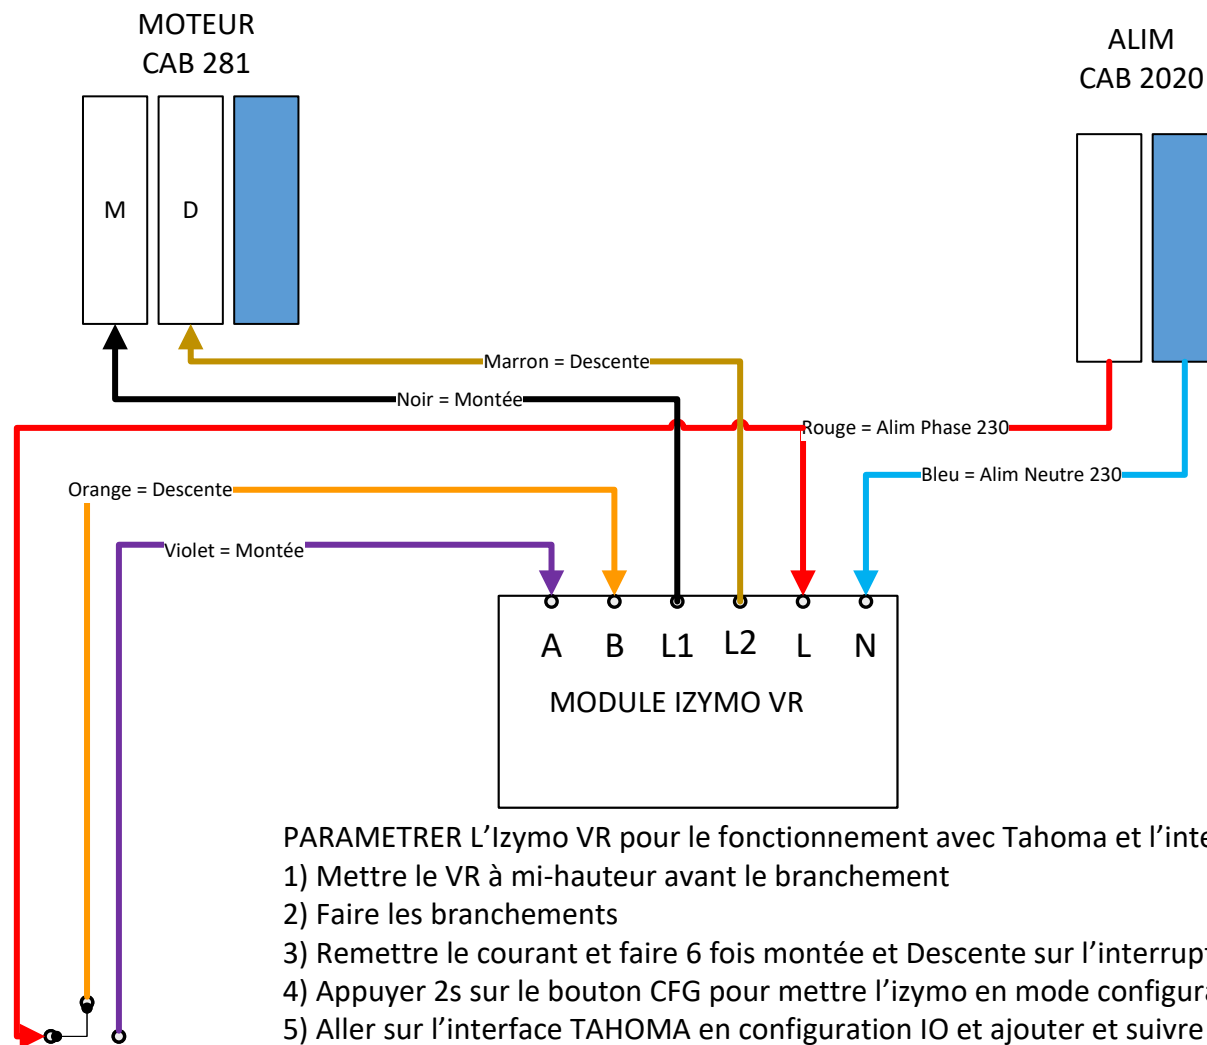 MOTEUR
CAB 281
ALIM
CAB 2020
M
D
Marron = Descente
Noir = Montée
Rouge = Alim Phase 230
Bleu = Alim Neutre 230
Orange = Descente
Violet = Montée
A B L1 L2 L N
MODULE IZYMO VR
PARAMETRER L’Izymo VR pour le fonctionnement avec Tahoma et l’inte
1) Mettre le VR à mi-hauteur avant le branchement
2) Faire les branchements
3) Remettre le courant et faire 6 fois montée et Descente sur l’interrupt
4) Appuyer 2s sur le bouton CFG pour mettre l’izymo en mode configura
5) Aller sur l’interface TAHOMA en configuration IO et ajouter et suivre